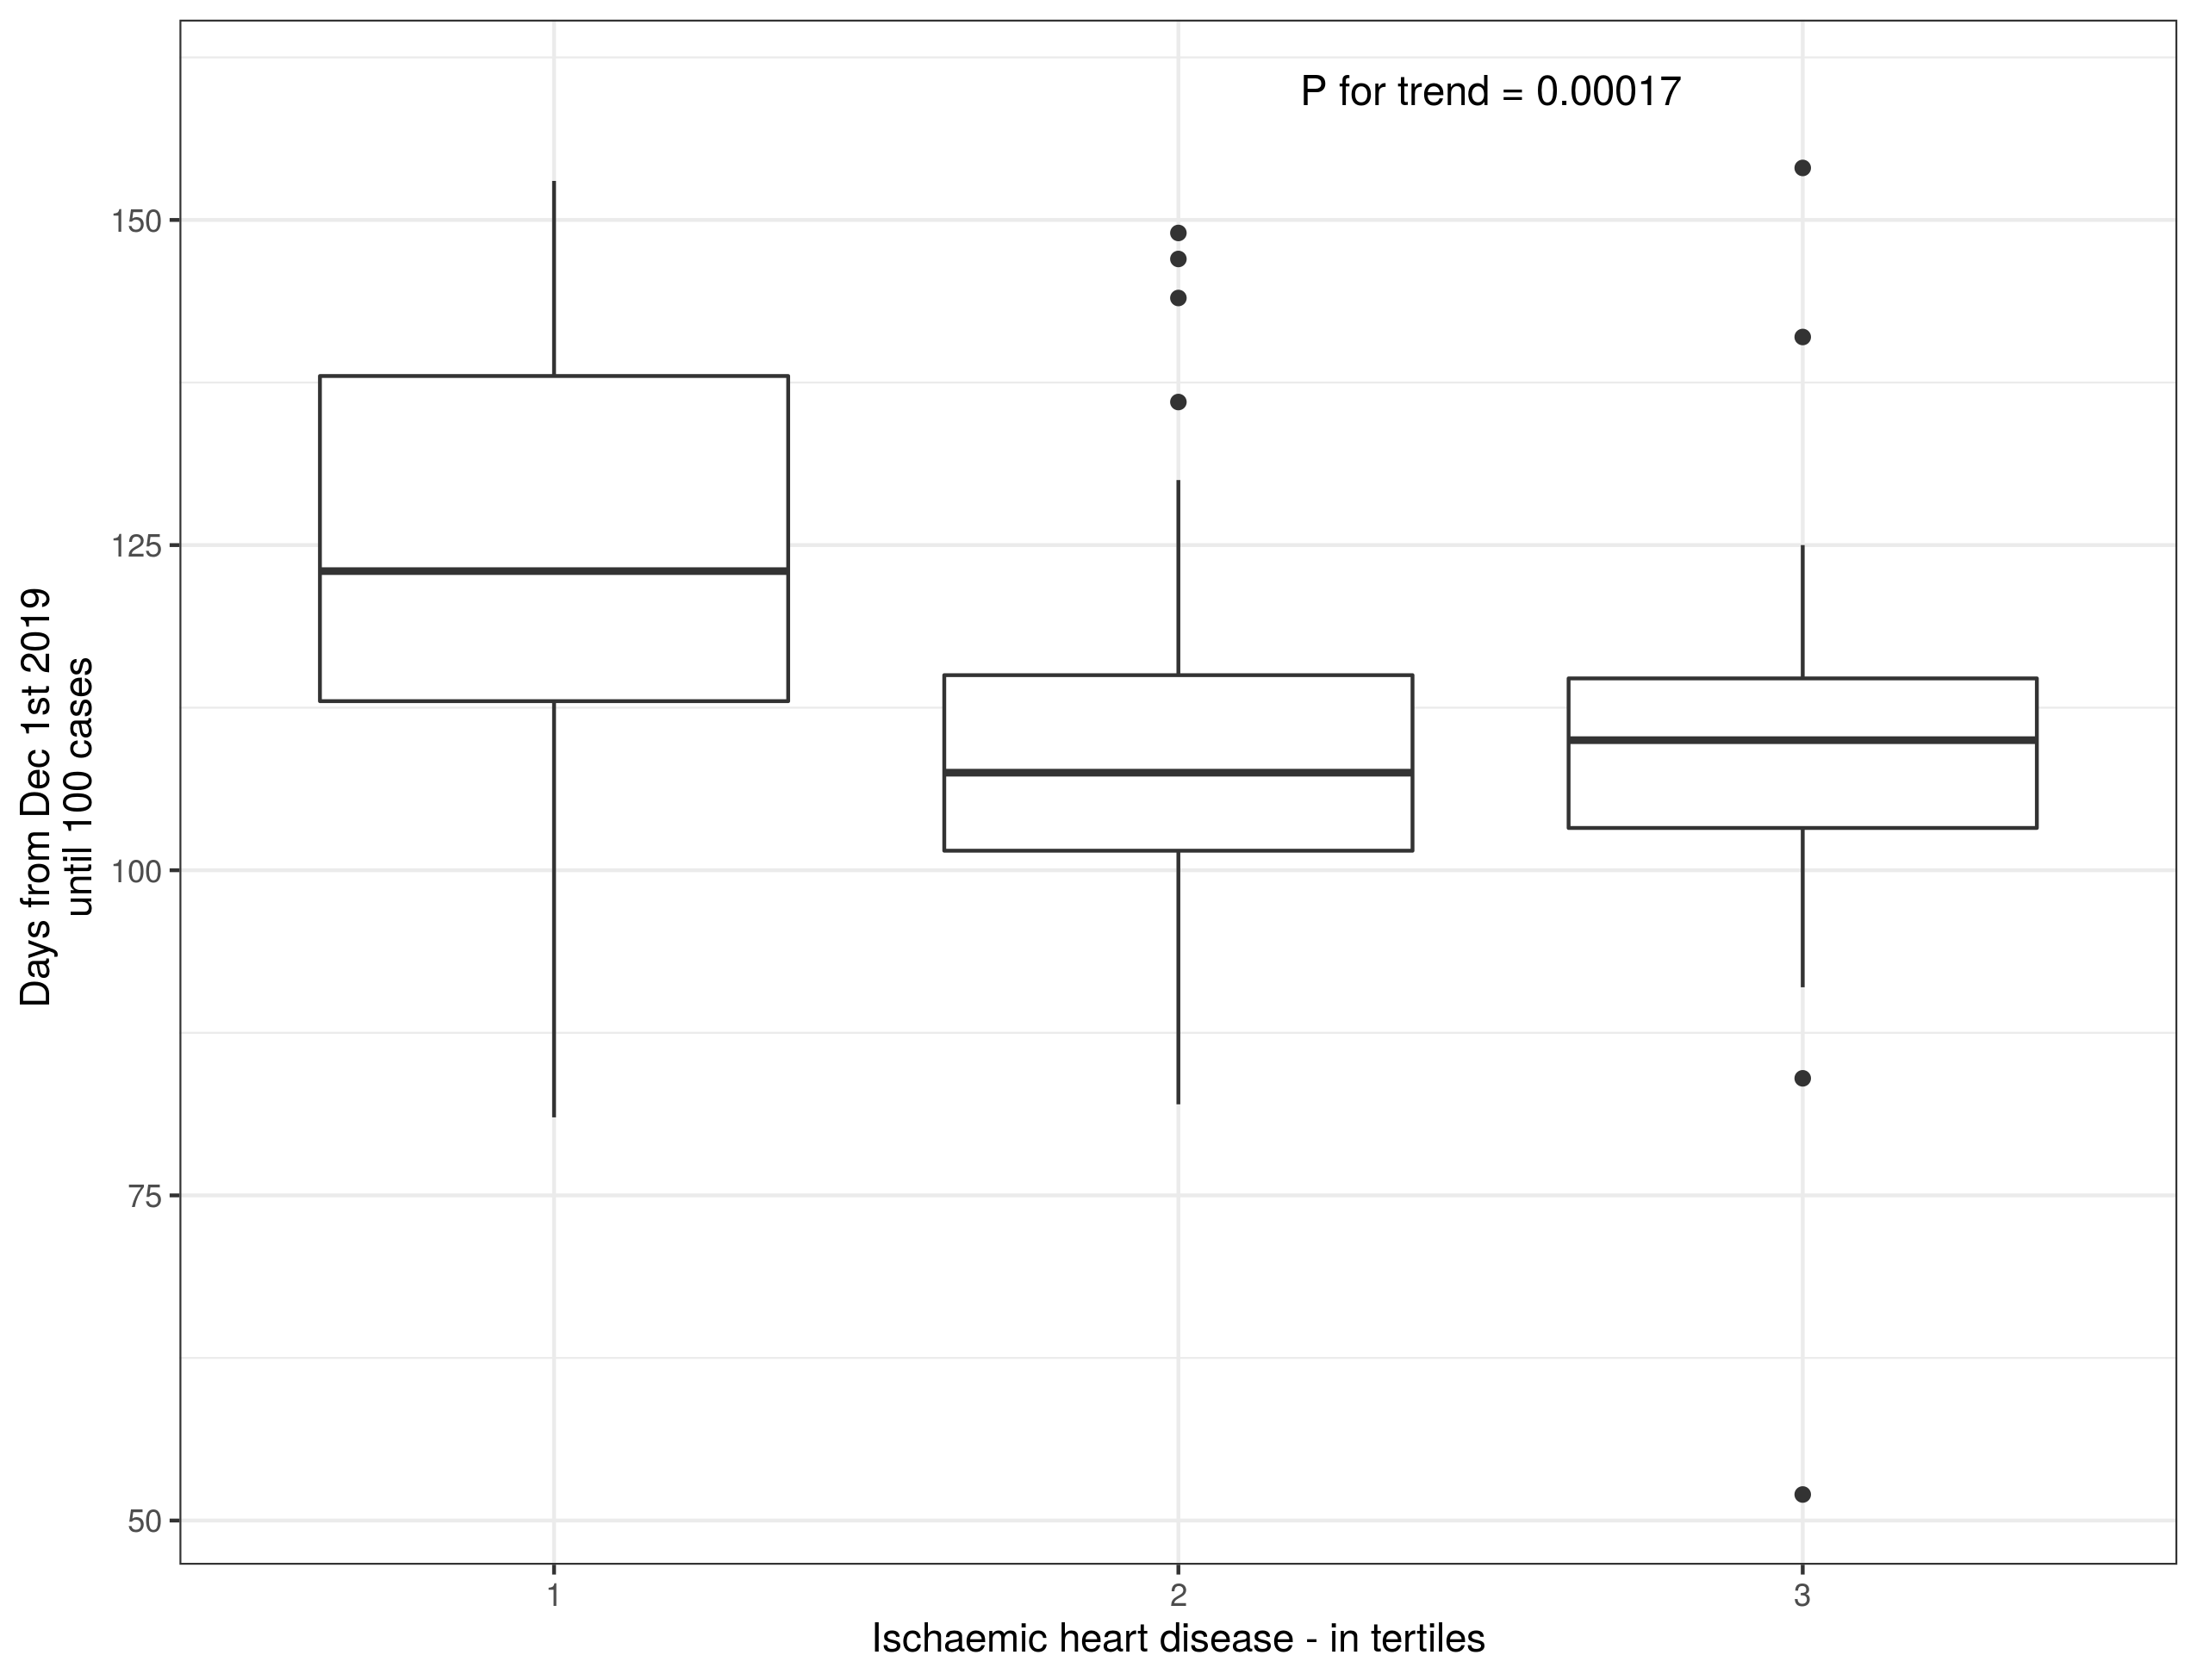 P for trend = 0.00017
150
125
100
75
50
Days from Dec 1st 2019
until 100 cases
1
2
3
Ischaemic heart disease - in tertiles